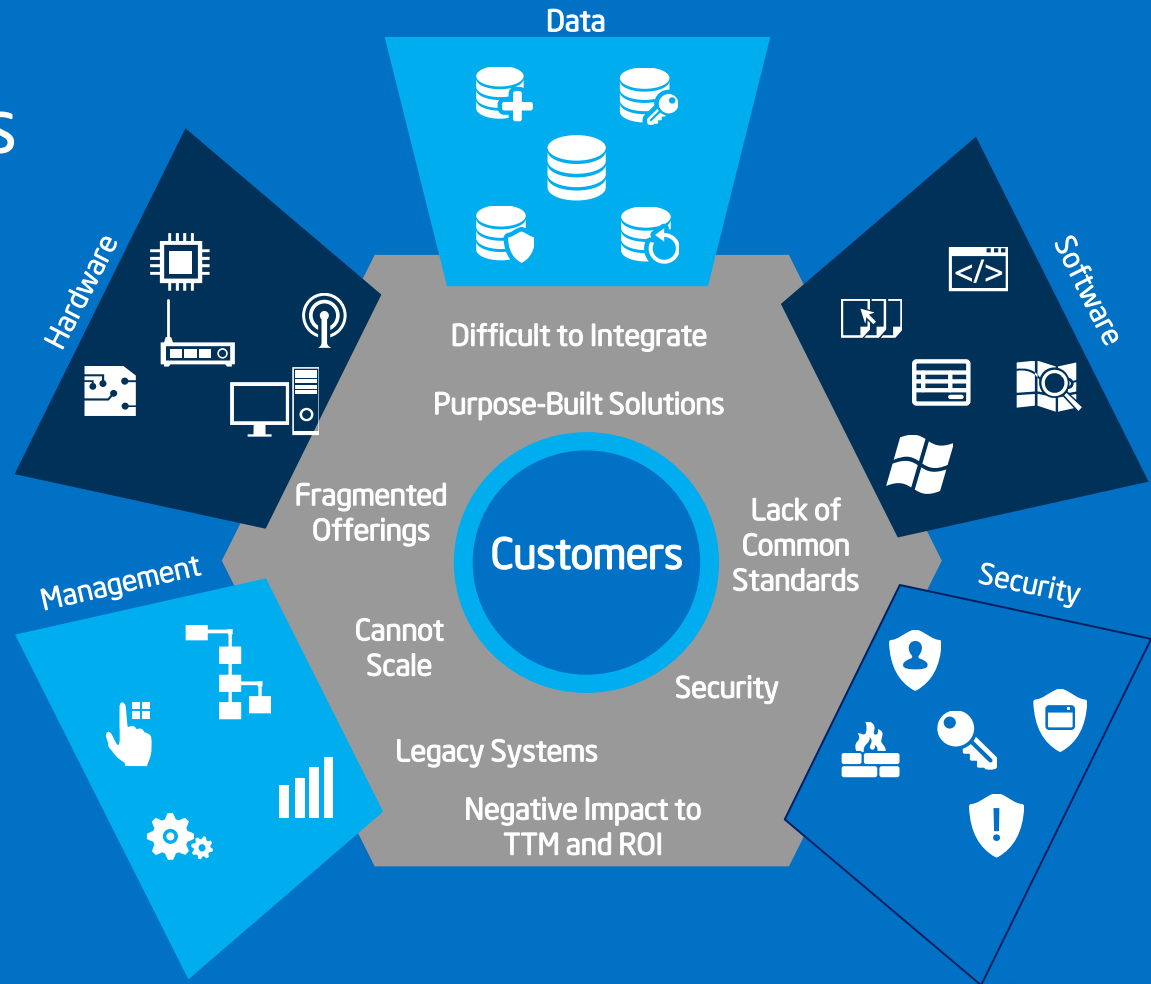 Data
s
Hardware
Software
Difficult to Integrate
Purpose-Built Solutions
Fragmented
Offerings
Customers
Lack of
Common
Standards
Management
Security
Cannot
Scale
Security
Legacy Systems
Negative Impact to
TTM and ROI